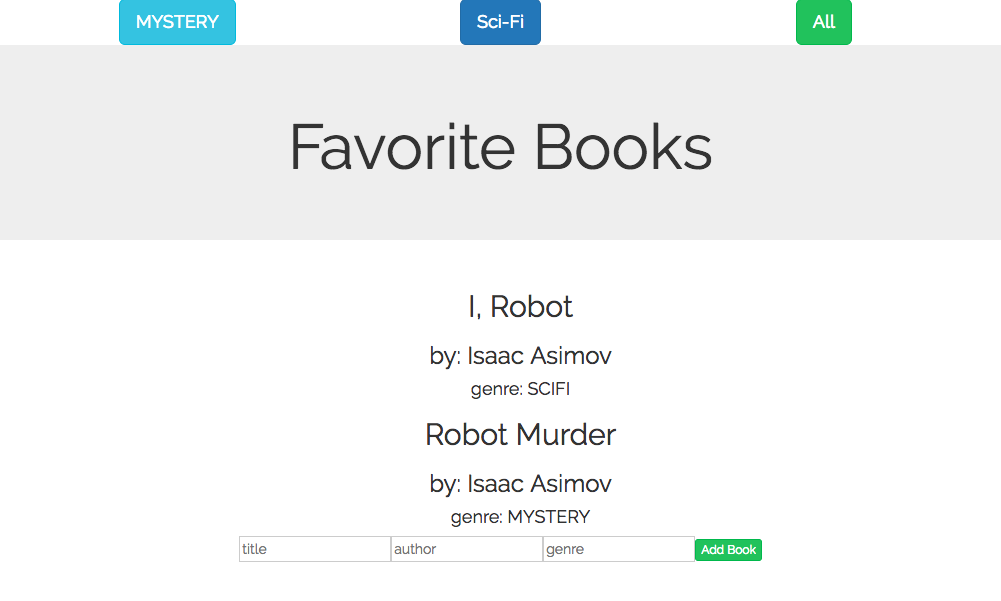 MYSTERY Sci-Fi All
Favorite Books
I, Robot
by: Isaac Asimov
genre: SCIFI
Robot Murder
by: Isaac Asimov
genre: MYSTERY
title author genre Add Book